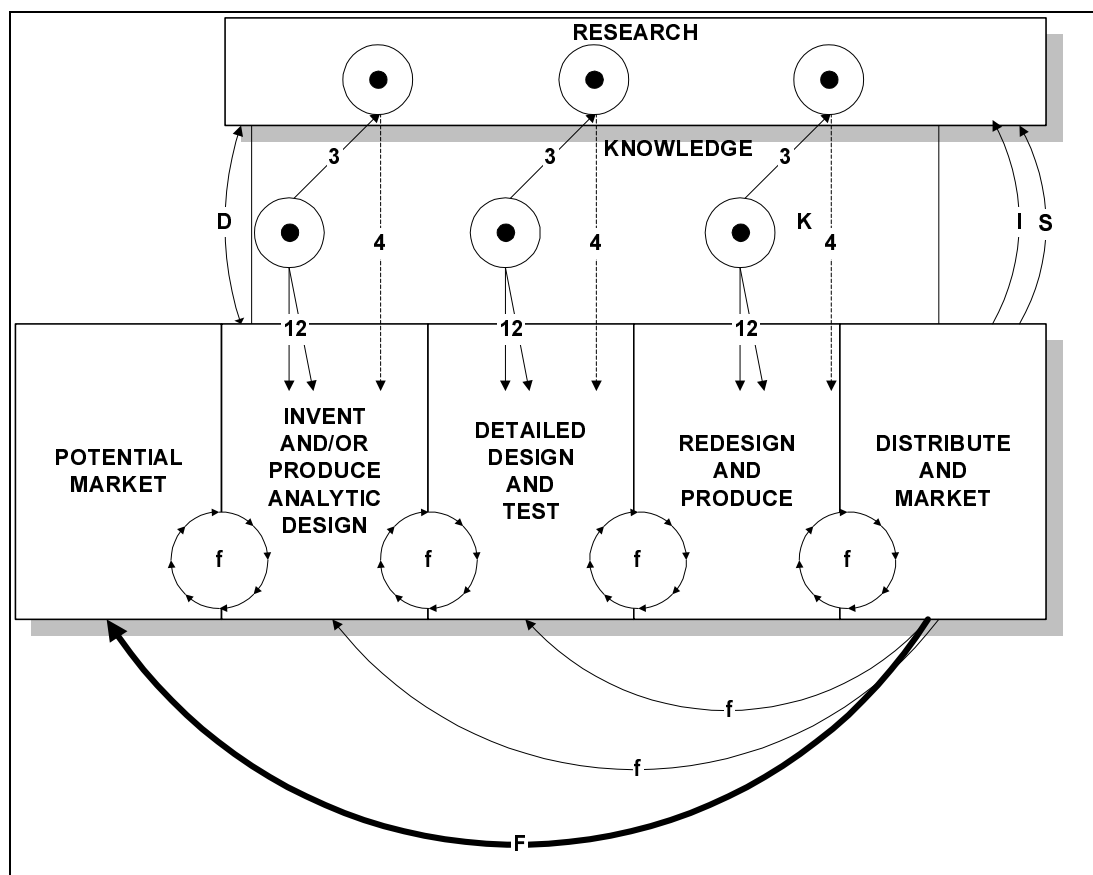 RESEARCH
KNOWLEDGE
3
3
3
D
K
I
S
4
4
4
12
12
12
POTENTIAL
MARKET
INVENT
AND/OR
PRODUCE
ANALYTIC
DESIGN
DETAILED
DESIGN
AND
TEST
REDESIGN
AND
PRODUCE
DISTRIBUTE
AND
MARKET
f
f
f
f
f
f
F